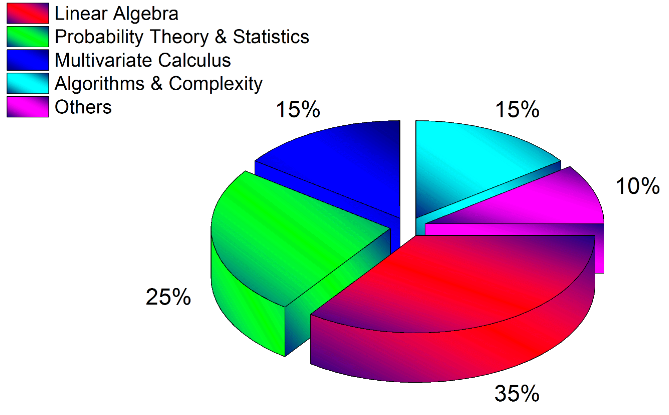 Linear Algebra
Probability Theory & Statistics
Multivariate Calculus
Algorithms & Complexity
Others
15%
15%
10%
25%
35%